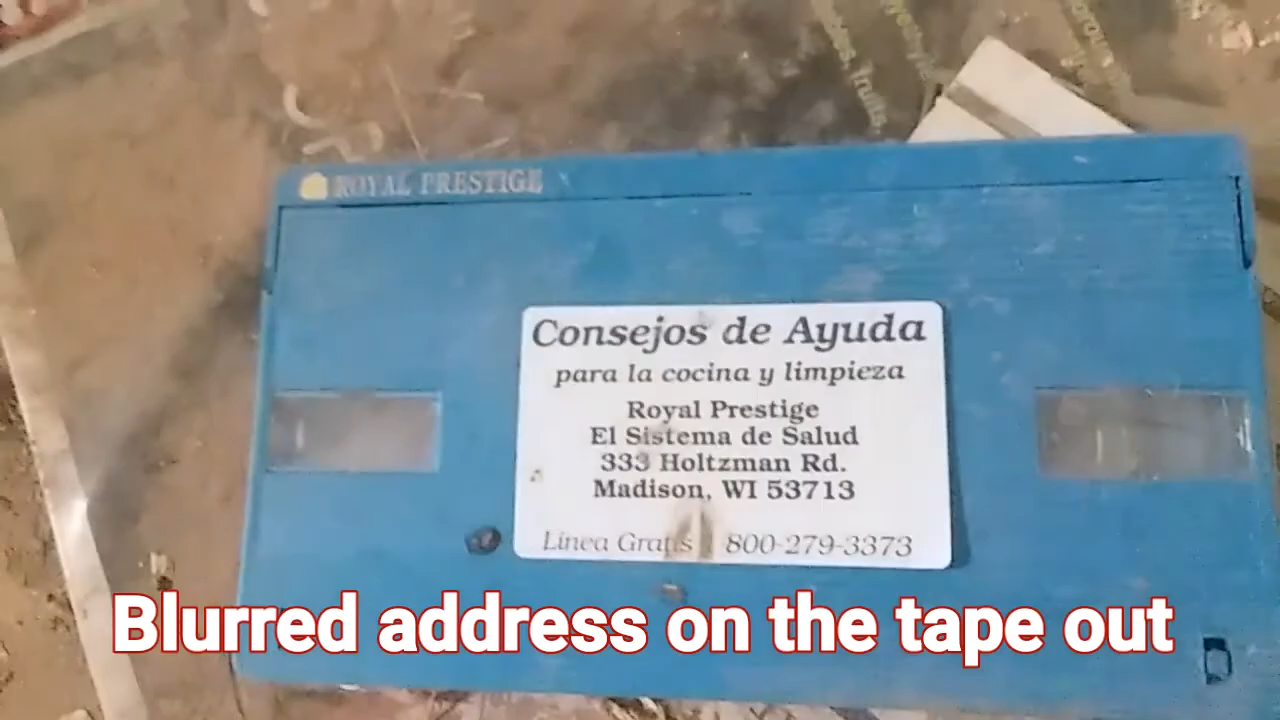 ROYAL PRESTIGE
Consejos de Ayuda
para la cocina y limpieza
Royal Prestige
El Sistema de Salud
333 Holtzman Rd.
Madison, WI 53713
Linea Gratis 800-279-3373
Blurred address on the tape out